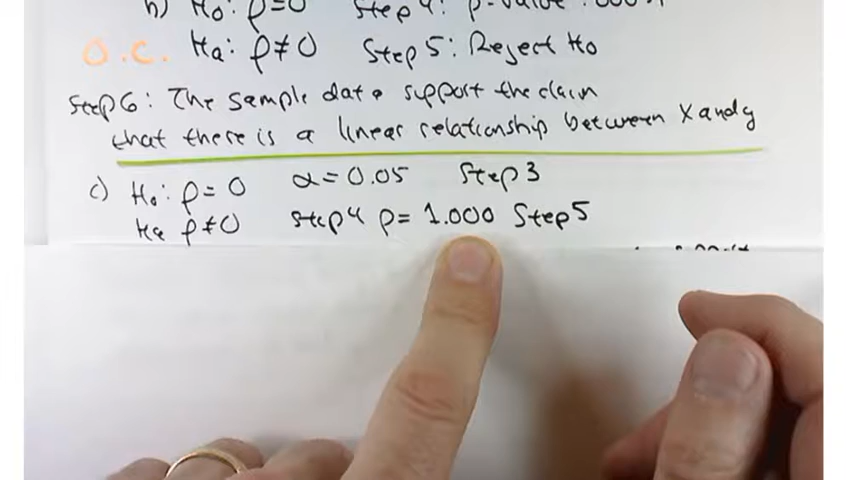 H₀: ρ=0 Step 4: p-value
O.C. Ha: ρ≠0 Step 5: Reject Ho
Step 6: The sample data support the claim
that there is a linear relationship between x and y
c) H₀: ρ=0 α=0.05 Step 3
Ha ρ≠0 Step 4 P= 1.000 Step 5